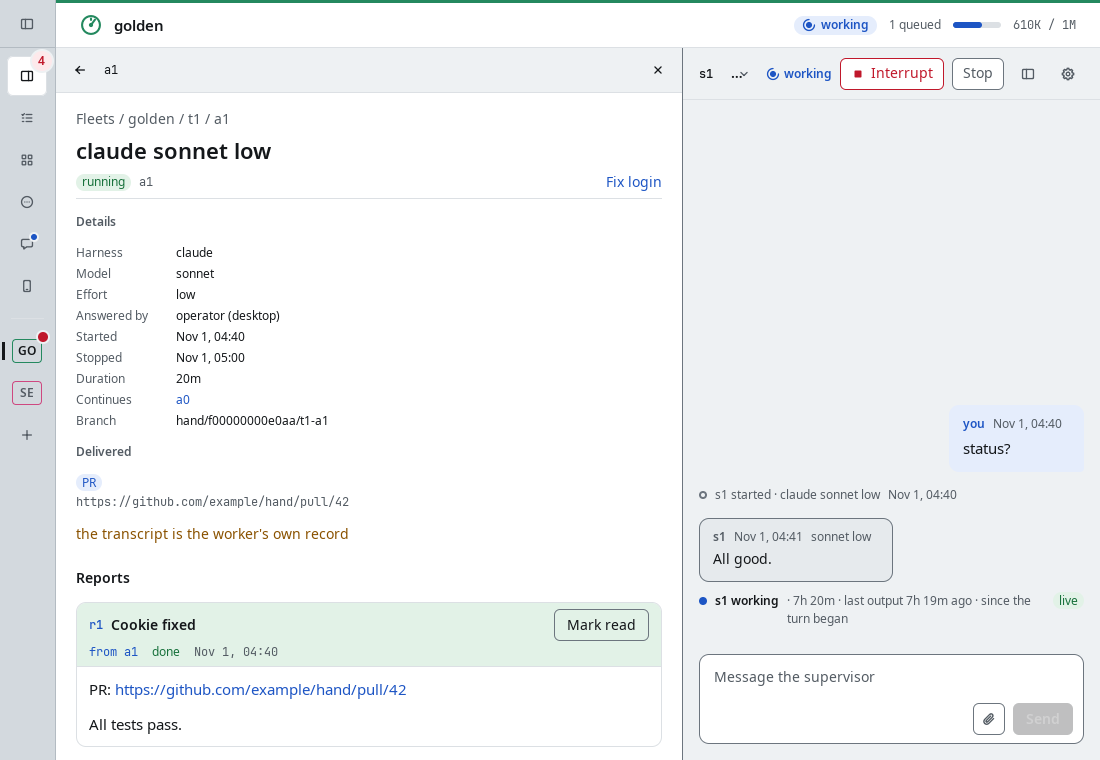 golden
working
1 queued
610K / 1M
4
a1
s1
...
working
Interrupt
Stop
Fleets / golden / t1 / a1
claude sonnet low
running
a1
Fix login
Details
Harness claude
Model sonnet
Effort low
Answered by operator (desktop)
Started Nov 1, 04:40
Stopped Nov 1, 05:00
Duration 20m
Continues a0
Branch hand/f00000000e0aa/t1-a1
Delivered
PR
https://github.com/example/hand/pull/42
the transcript is the worker's own record
Reports
r1 Cookie fixed
Mark read
from a1 done Nov 1, 04:40
PR: https://github.com/example/hand/pull/42
All tests pass.
GO
SE
you Nov 1, 04:40
status?
s1 started · claude sonnet low Nov 1, 04:40
s1 Nov 1, 04:41 sonnet low
All good.
s1 working · 7h 20m · last output 7h 19m ago · since the
turn began
live
Message the supervisor
Send